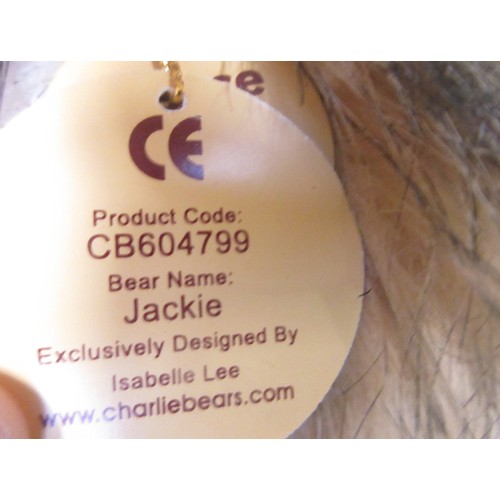 CE
Product Code:
CB604799
Bear Name:
Jackie
Exclusively Designed By
Isabelle Lee
www.charliebears.com